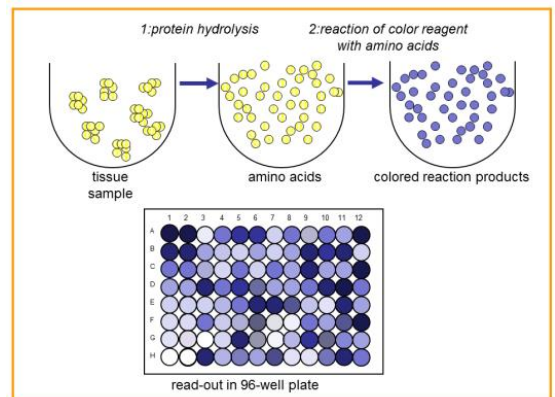 1:protein hydrolysis
2:reaction of color reagent
with amino acids
tissue
sample
amino acids
colored reaction products
1 2 3 4 5 6 7 8 9 10 11 12
A
B
C
D
E
F
G
H
read-out in 96-well plate